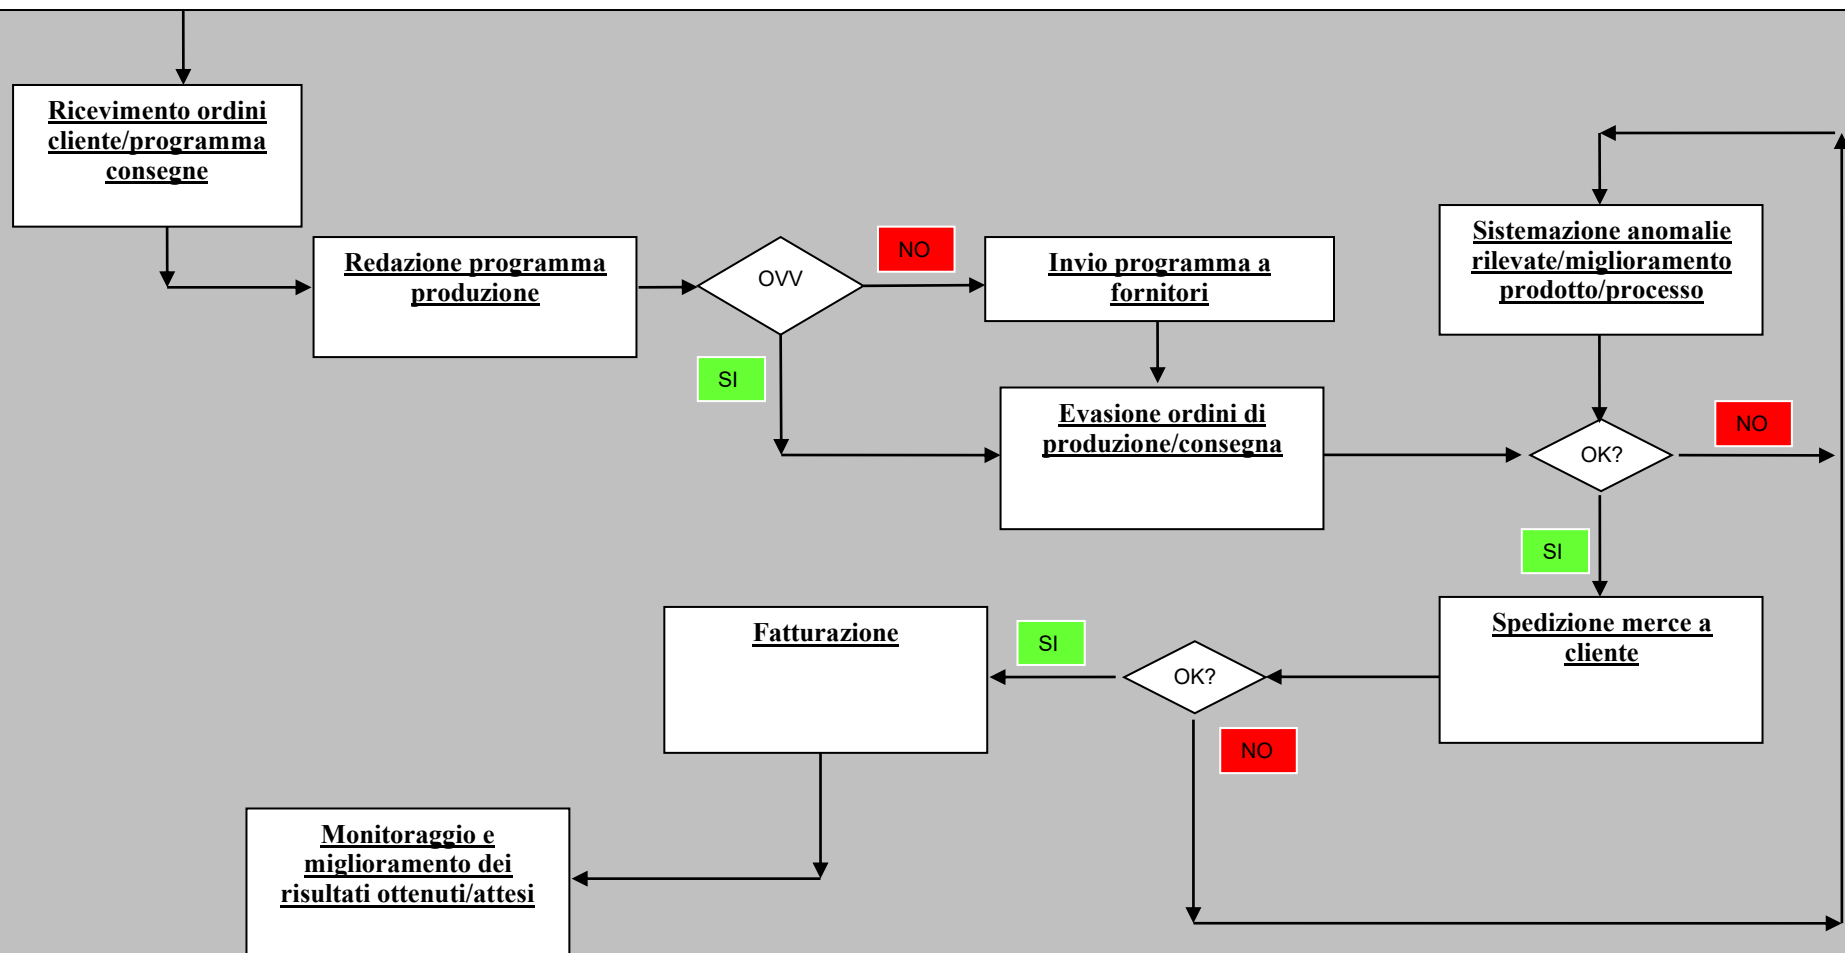 Ricevimento ordini
cliente/programma
consegne
Redazione programma
produzione
OVV
NO
SI
Invio programma a
fornitori
Evasione ordini di
produzione/consegna
Sistemazione anomalie
rilevate/miglioramento
prodotto/processo
OK?
NO
SI
Spedizione merce a
cliente
OK?
SI
NO
Fatturazione
Monitoraggio e
miglioramento dei
risultati ottenuti/attesi